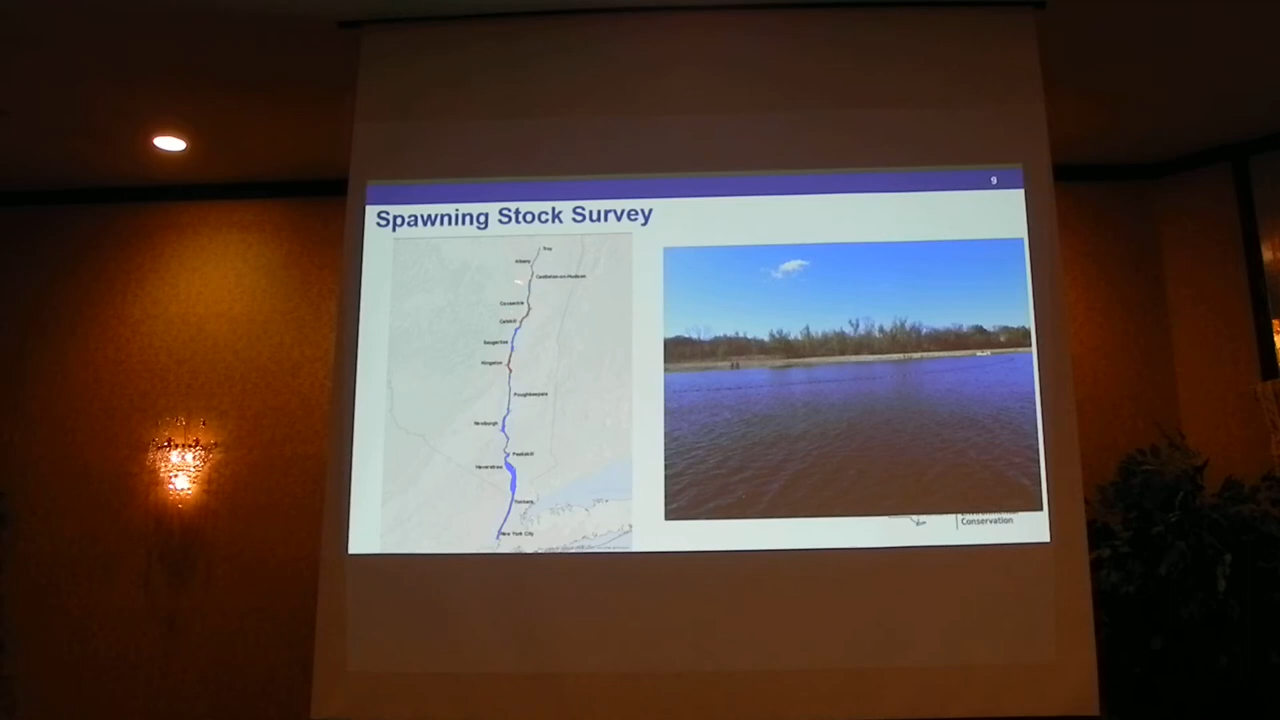 9
Spawning Stock Survey
Troy
Albany
Castleton-on-Hudson
Coxsackie
Catskill
Saugerties
Kingston
Poughkeepsie
Newburgh
Peekskill
Haverstraw
Yonkers
New York City
Environmental
Conservation